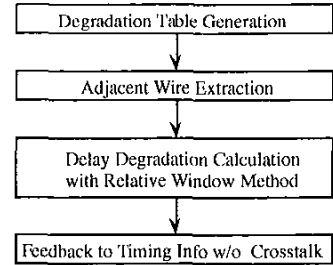 Degradation Table Generation
Adjacent Wire Extraction
Delay Degradation Calculation
with Relative Window Method
Feedback to Timing Info w/o Crosstalk